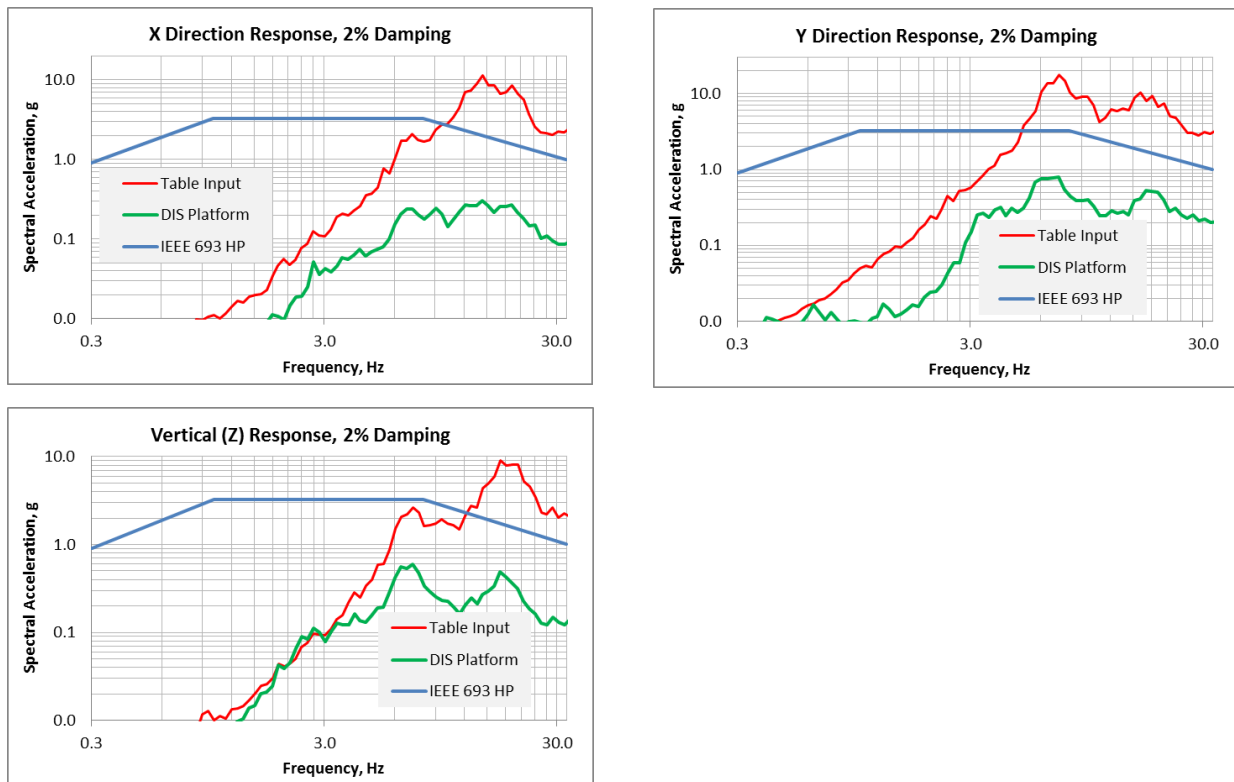 X Direction Response, 2% Damping
Spectral Acceleration, g
10.0
1.0
0.1
0.0
Table Input
DIS Platform
IEEE 693 HP
0.3
3.0
30.0
Frequency, Hz
Y Direction Response, 2% Damping
Spectral Acceleration, g
10.0
1.0
0.1
0.0
Table Input
DIS Platform
IEEE 693 HP
0.3
3.0
30.0
Frequency, Hz
Vertical (Z) Response, 2% Damping
Spectral Acceleration, g
10.0
1.0
0.1
0.0
Table Input
DIS Platform
IEEE 693 HP
0.3
3.0
30.0
Frequency, Hz